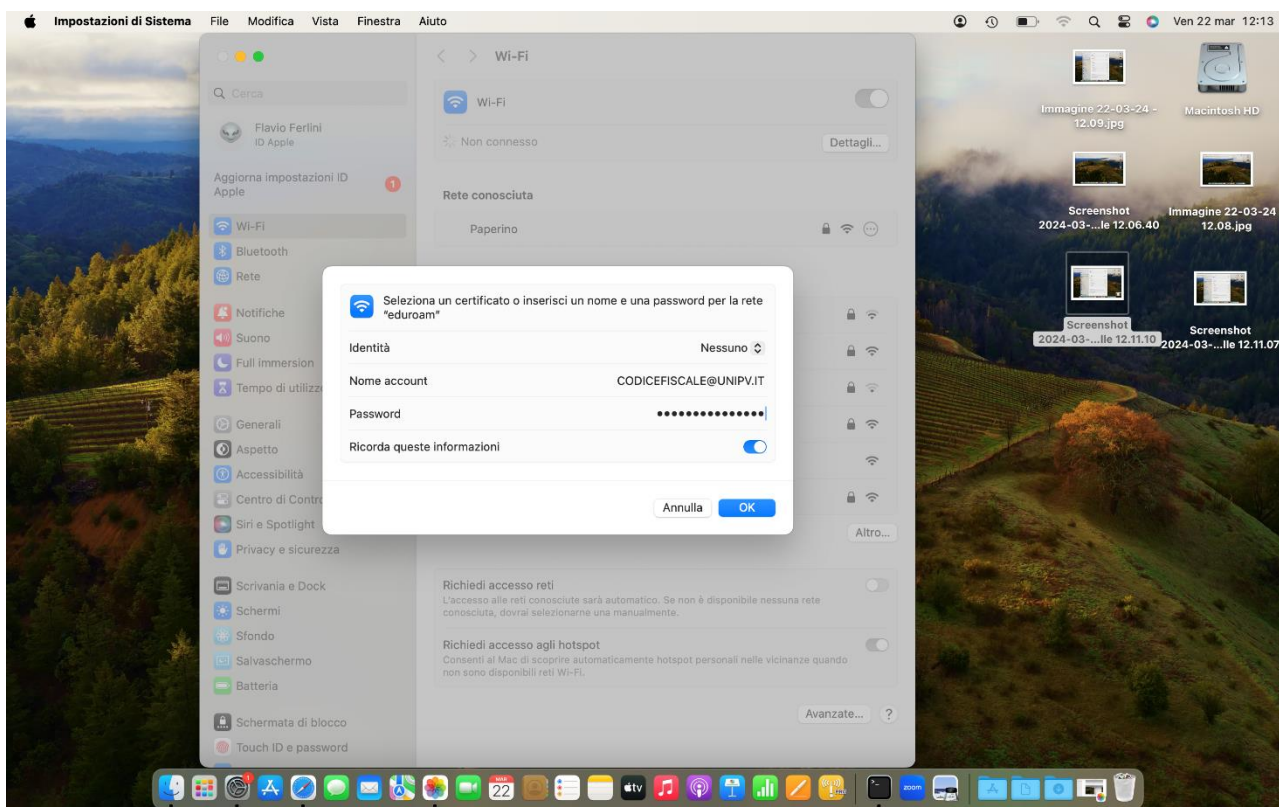 Impostazioni di Sistema File Modifica Vista Finestra Aiuto
Ven 22 mar 12:13
Wi-Fi
Cerca
Wi-Fi
Flavio Ferlini
ID Apple
Non connesso
Dettagli...
Aggiorna impostazioni ID
Apple
1
Rete conosciuta
Wi-Fi
Paperino
Bluetooth
Rete
Notifiche
Suono
Full immersion
Tempo di utilizzo
Generali
Aspetto
Accessibilità
Centro di Contro
Siri e Spotlight
Privacy e sicurezza
Scrivania e Dock
Schermi
Sfondo
Salvaschermo
Batteria
Schermata di blocco
Touch ID e password
Seleziona un certificato o inserisci un nome e una password per la rete
“eduroam”
Identità Nessuno
Nome account CODICEFISCALE@UNIPV.IT
Password •••••••••••••••
Ricorda queste informazioni
Annulla OK
Altro...
Richiedi accesso reti
L'accesso alle reti conosciute sarà automatico. Se non è disponibile nessuna rete
conosciuta, dovrai selezionarne una manualmente.
Richiedi accesso agli hotspot
Consenti al Mac di scoprire automaticamente hotspot personali nelle vicinanze quando
non sono disponibili reti Wi-Fi.
Avanzate... ?
Immagine 22-03-24 -
12.09.jpg
Macintosh HD
Screenshot
2024-03-...lle 12.06.40
Immagine 22-03-24
12.08.jpg
Screenshot
2024-03-...lle 12.11.10
Screenshot
2024-03-...lle 12.11.07
1
MAR
22
tv
zoom